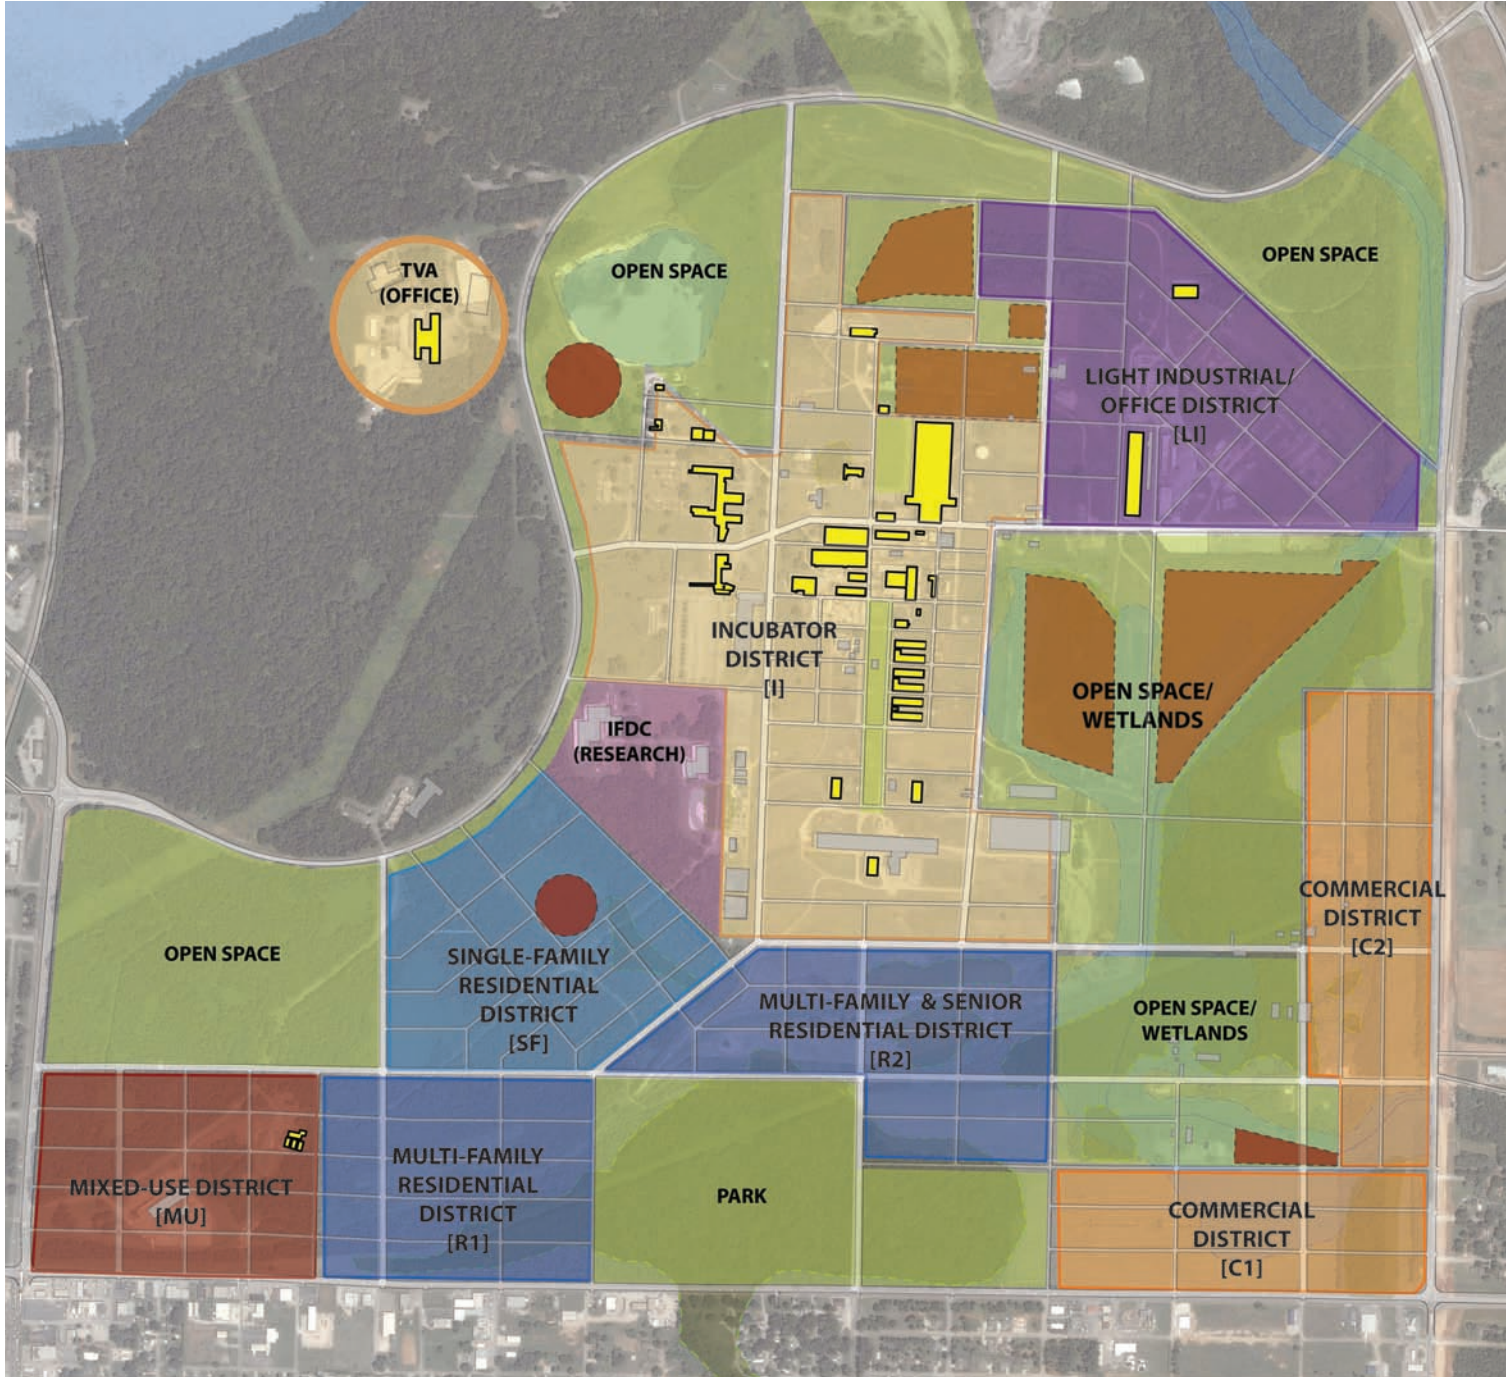 TVA
(OFFICE)
OPEN SPACE
OPEN SPACE
LIGHT INDUSTRIAL/
OFFICE DISTRICT
[LI]
INCUBATOR
DISTRICT
[I]
OPEN SPACE/
WETLANDS
IFDC
(RESEARCH)
COMMERCIAL
DISTRICT
[C2]
OPEN SPACE
SINGLE-FAMILY
RESIDENTIAL
DISTRICT
[SF]
MULTI-FAMILY & SENIOR
RESIDENTIAL DISTRICT
[R2]
OPEN SPACE/
WETLANDS
MIXED-USE DISTRICT
[MU]
MULTI-FAMILY
RESIDENTIAL
DISTRICT
[R1]
PARK
COMMERCIAL
DISTRICT
[C1]